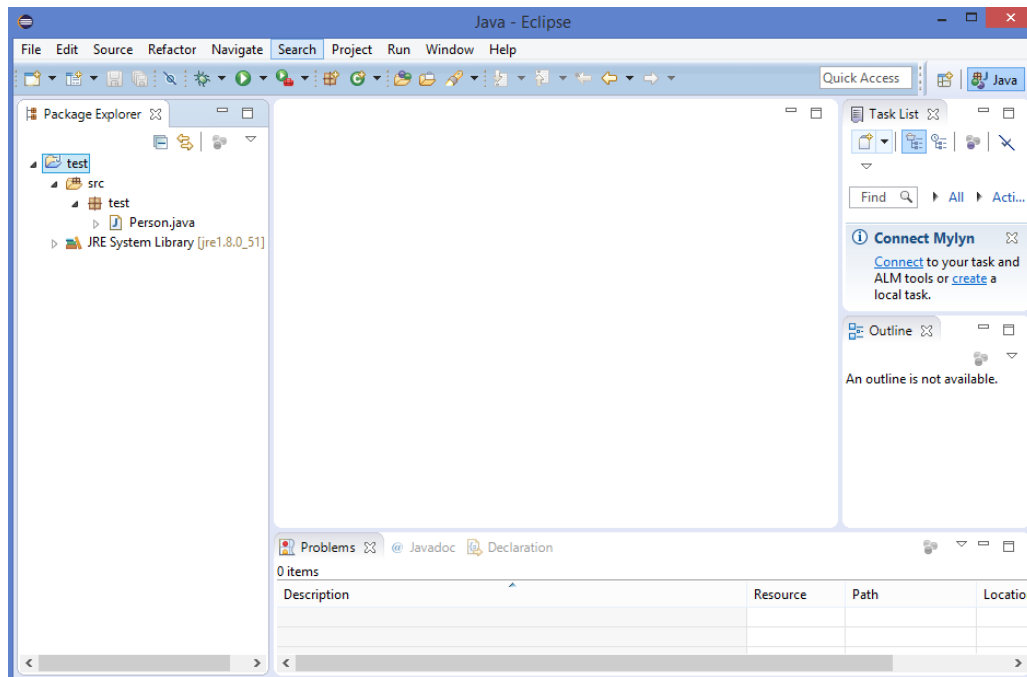 Java - Eclipse
File Edit Source Refactor Navigate Search Project Run Window Help
Quick Access
Java
Package Explorer
test
src
test
Person.java
JRE System Library [jre1.8.0_51]
Task List
Find All Acti...
Connect Mylyn
Connect to your task and
ALM tools or create a
local task.
Outline
An outline is not available.
Problems @ Javadoc Declaration
0 items
Description Resource Path Locatio